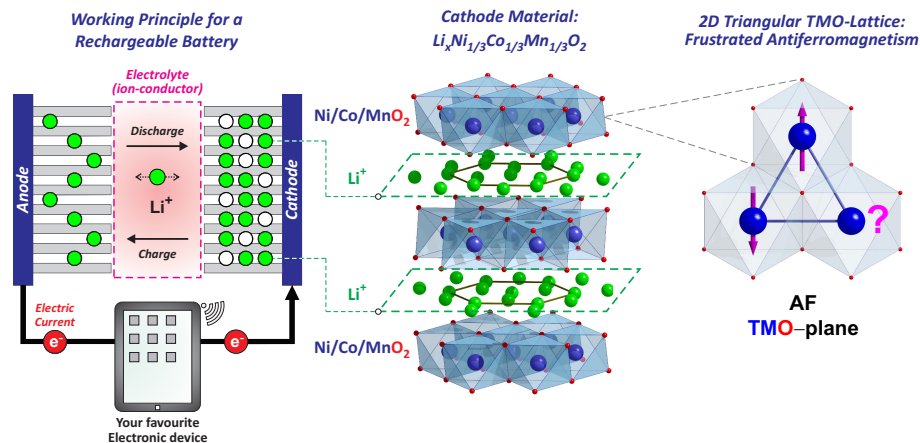 Working Principle for a
Rechargeable Battery
Electrolyte
(ion-conductor)
Anode
Discharge
Li⁺
Charge
Cathode
Electric
Current
e⁻
e⁻
Your favourite
Electronic device
Cathode Material:
LiₓNi₁/₃Co₁/₃Mn₁/₃O₂
Ni/Co/MnO₂
Li⁺
Li⁺
Ni/Co/MnO₂
2D Triangular TMO-Lattice:
Frustrated Antiferromagnetism
?
AF
TMO–plane